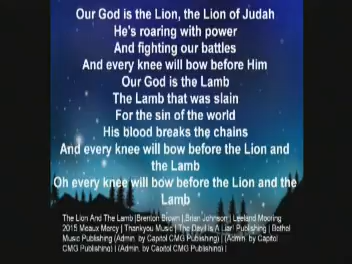 Our God is the Lion, the Lion of Judah
He's roaring with power
And fighting our battles
And every knee will bow before Him
Our God is the Lamb
The Lamb that was slain
For the sin of the world
His blood breaks the chains
And every knee will bow before the Lion and
the Lamb
Oh every knee will bow before the Lion and the
Lamb
The Lion And The Lamb |Brenton Brown | Brian Johnson | Leeland Mooring
2015 Meaux Mercy | Thankyou Music | The Devil Is A Liar! Publishing | Bethel
Music Publishing (Admin. by Capitol CMG Publishing) | (Admin. by Capitol
CMG Publishing) | (Admin. by Capitol CMG Publishing) |